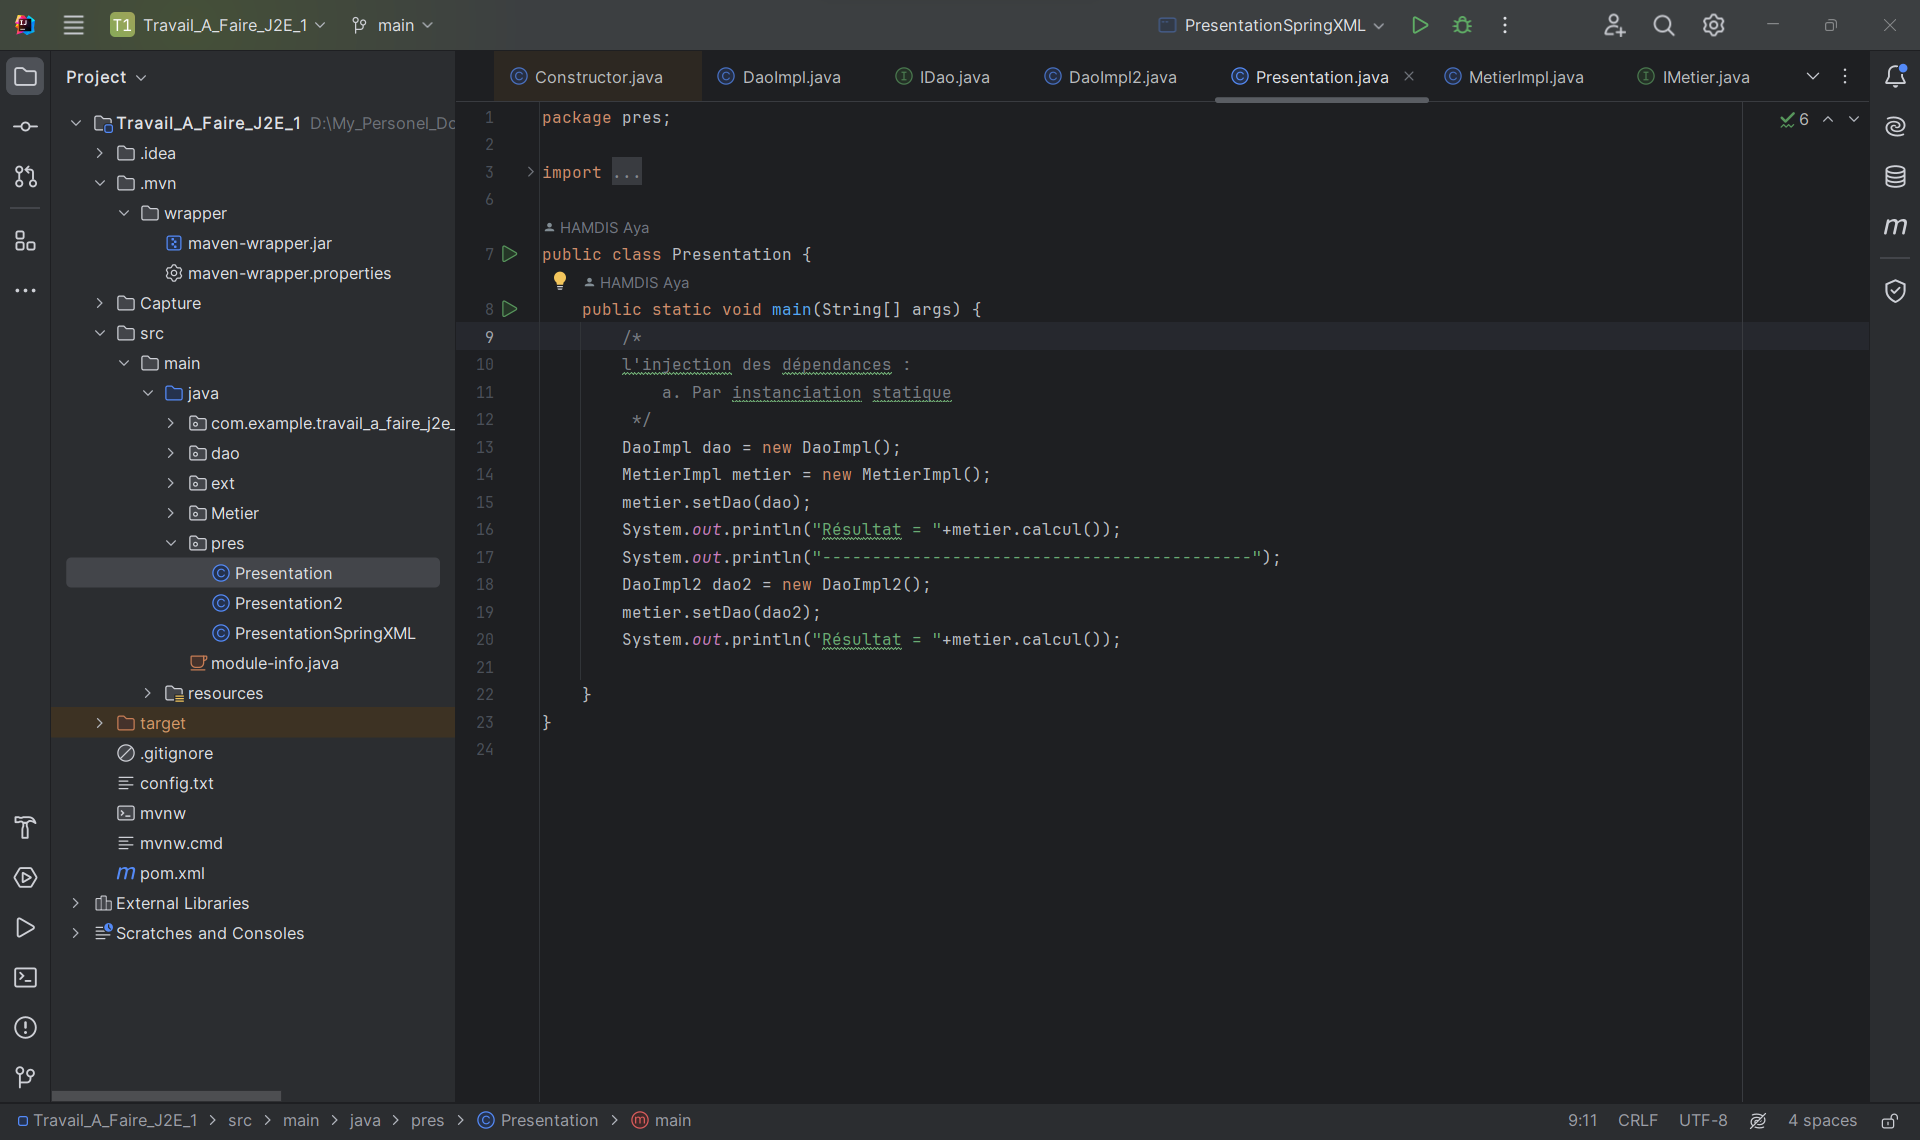 T1 Travail_A_Faire_J2E_1 main PresentationSpringXML
Project
Constructor.java DaoImpl.java IDao.java DaoImpl2.java Presentation.java MetierImpl.java IMetier.java
Travail_A_Faire_J2E_1 D:\My_Personel_Do
.idea
.mvn
wrapper
maven-wrapper.jar
maven-wrapper.properties
Capture
src
main
java
com.example.travail_a_faire_j2e_
dao
ext
Metier
pres
Presentation
Presentation2
PresentationSpringXML
module-info.java
resources
target
.gitignore
config.txt
mvnw
mvnw.cmd
pom.xml
External Libraries
Scratches and Consoles
6
1 package pres;
2
3 import ...
6
HAMDIS Aya
7 public class Presentation {
HAMDIS Aya
8 public static void main(String[] args) {
9 /*
10 l'injection des dépendances :
11 a. Par instanciation statique
12 */
13 DaoImpl dao = new DaoImpl();
14 MetierImpl metier = new MetierImpl();
15 metier.setDao(dao);
16 System.out.println("Résultat = "+metier.calcul());
17 System.out.println("-------------------------------------------");
18 DaoImpl2 dao2 = new DaoImpl2();
19 metier.setDao(dao2);
20 System.out.println("Résultat = "+metier.calcul());
21
22 }
23 }
24
Travail_A_Faire_J2E_1 > src > main > java > pres > Presentation > main
9:11 CRLF UTF-8 4 spaces